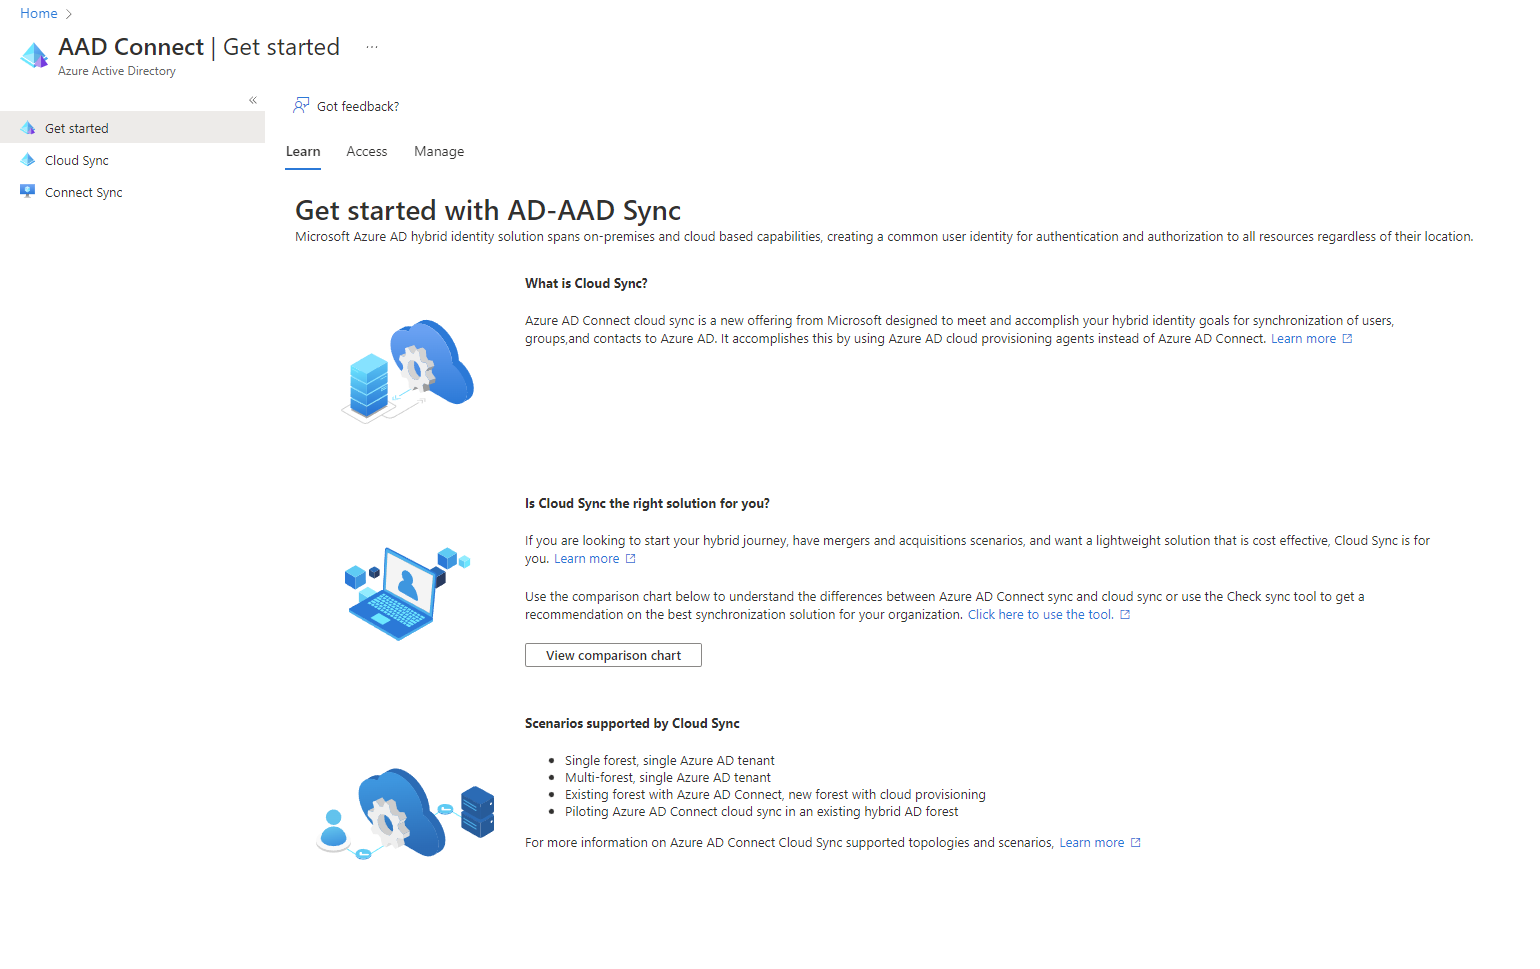 Home
AAD Connect | Get started ...
Azure Active Directory
«
Get started
Cloud Sync
Connect Sync
Got feedback?
Learn Access Manage
Get started with AD-AAD Sync
Microsoft Azure AD hybrid identity solution spans on-premises and cloud based capabilities, creating a common user identity for authentication and authorization to all resources regardless of their location.
What is Cloud Sync?
Azure AD Connect cloud sync is a new offering from Microsoft designed to meet and accomplish your hybrid identity goals for synchronization of users,
groups,and contacts to Azure AD. It accomplishes this by using Azure AD cloud provisioning agents instead of Azure AD Connect. Learn more
Is Cloud Sync the right solution for you?
If you are looking to start your hybrid journey, have mergers and acquisitions scenarios, and want a lightweight solution that is cost effective, Cloud Sync is for
you. Learn more
Use the comparison chart below to understand the differences between Azure AD Connect sync and cloud sync or use the Check sync tool to get a
recommendation on the best synchronization solution for your organization. Click here to use the tool.
View comparison chart
Scenarios supported by Cloud Sync
• Single forest, single Azure AD tenant
• Multi-forest, single Azure AD tenant
• Existing forest with Azure AD Connect, new forest with cloud provisioning
• Piloting Azure AD Connect cloud sync in an existing hybrid AD forest
For more information on Azure AD Connect Cloud Sync supported topologies and scenarios, Learn more